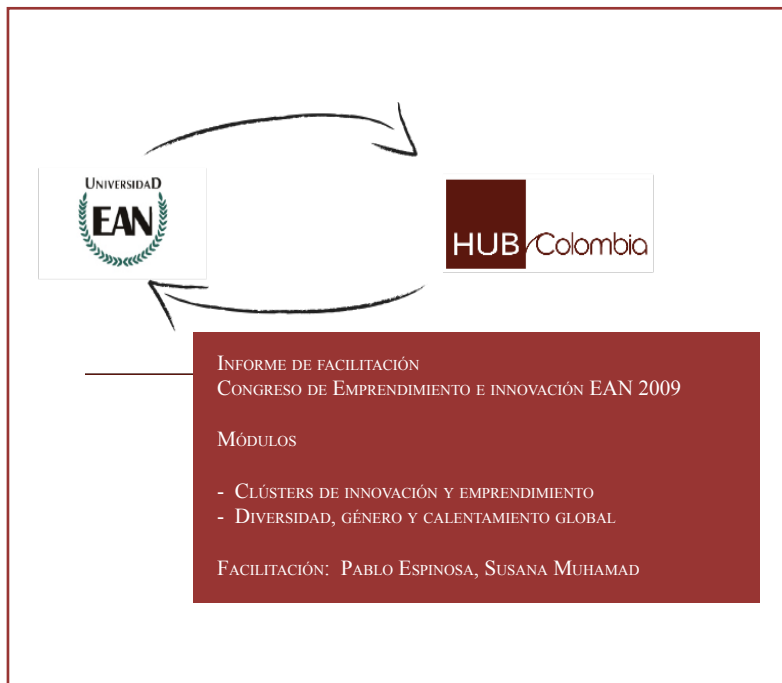 UNIVERSIDAD
EAN
HUB Colombia
INFORME DE FACILITACIÓN
CONGRESO DE EMPRENDIMIENTO E INNOVACIÓN EAN 2009
MÓDULOS
- CLÚSTERS DE INNOVACIÓN Y EMPRENDIMIENTO
- DIVERSIDAD, GÉNERO Y CALENTAMIENTO GLOBAL
FACILITACIÓN: PABLO ESPINOSA, SUSANA MUHAMAD